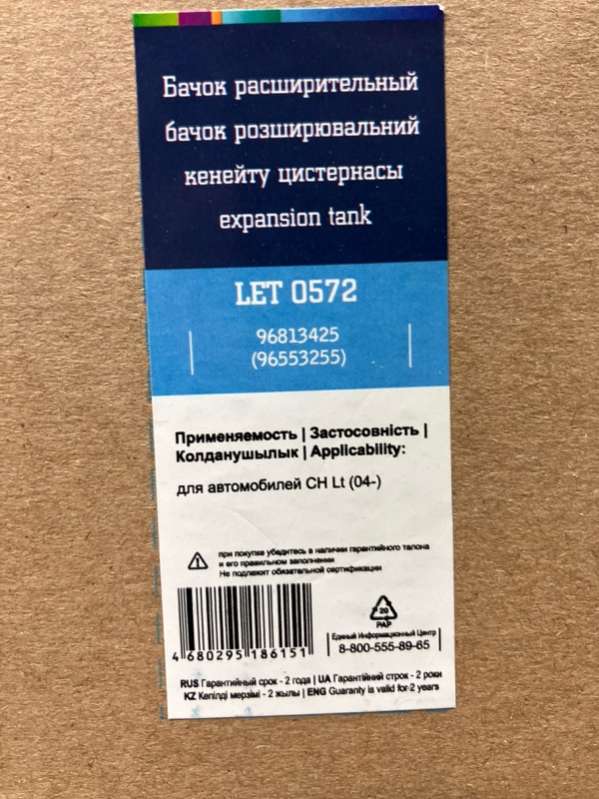 Бачок расширительный
бачок розширювальний
кенейту цистернасы
expansion tank
LET 0572
96813425
(96553255)
Применяемость | Застосовність |
Колданушылык | Applicability:
для автомобилей CH Lt (04-)
при покупке убедитесь в наличии гарантийного талона
и его правильном заполнении
Не подлежит обязательной сертификации
20
PAP
4 680295 186151
Единый Информационный Центр
8-800-555-89-65
RUS Гарантийный срок - 2 года | UA Гарантійний строк - 2 роки
KZ Кепілді мерзімі - 2 жылы | ENG Guaranty is valid for 2 years